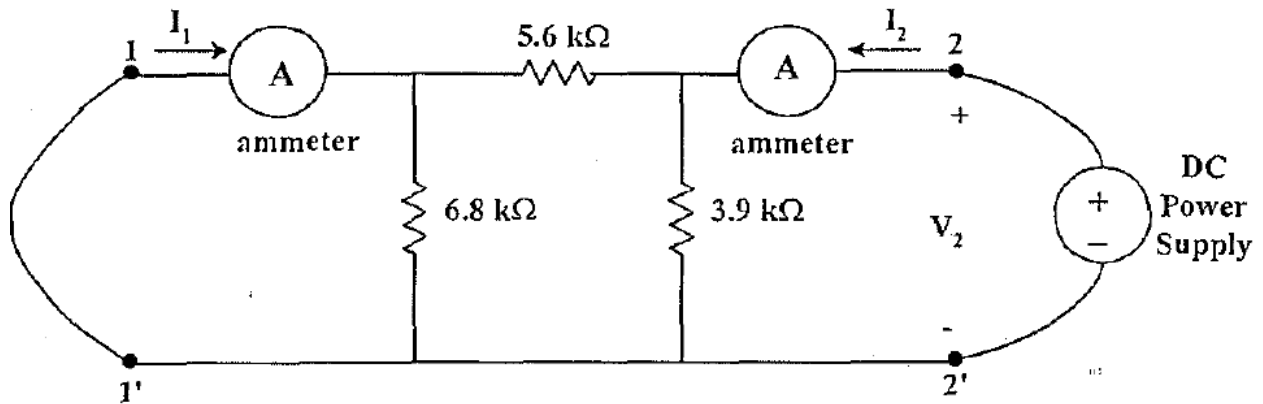 I₁
1
A
ammeter
5.6 kΩ
I₂
2
A
ammeter
+
6.8 kΩ
3.9 kΩ
V₂
+
−
DC
Power
Supply
-
1'
2'